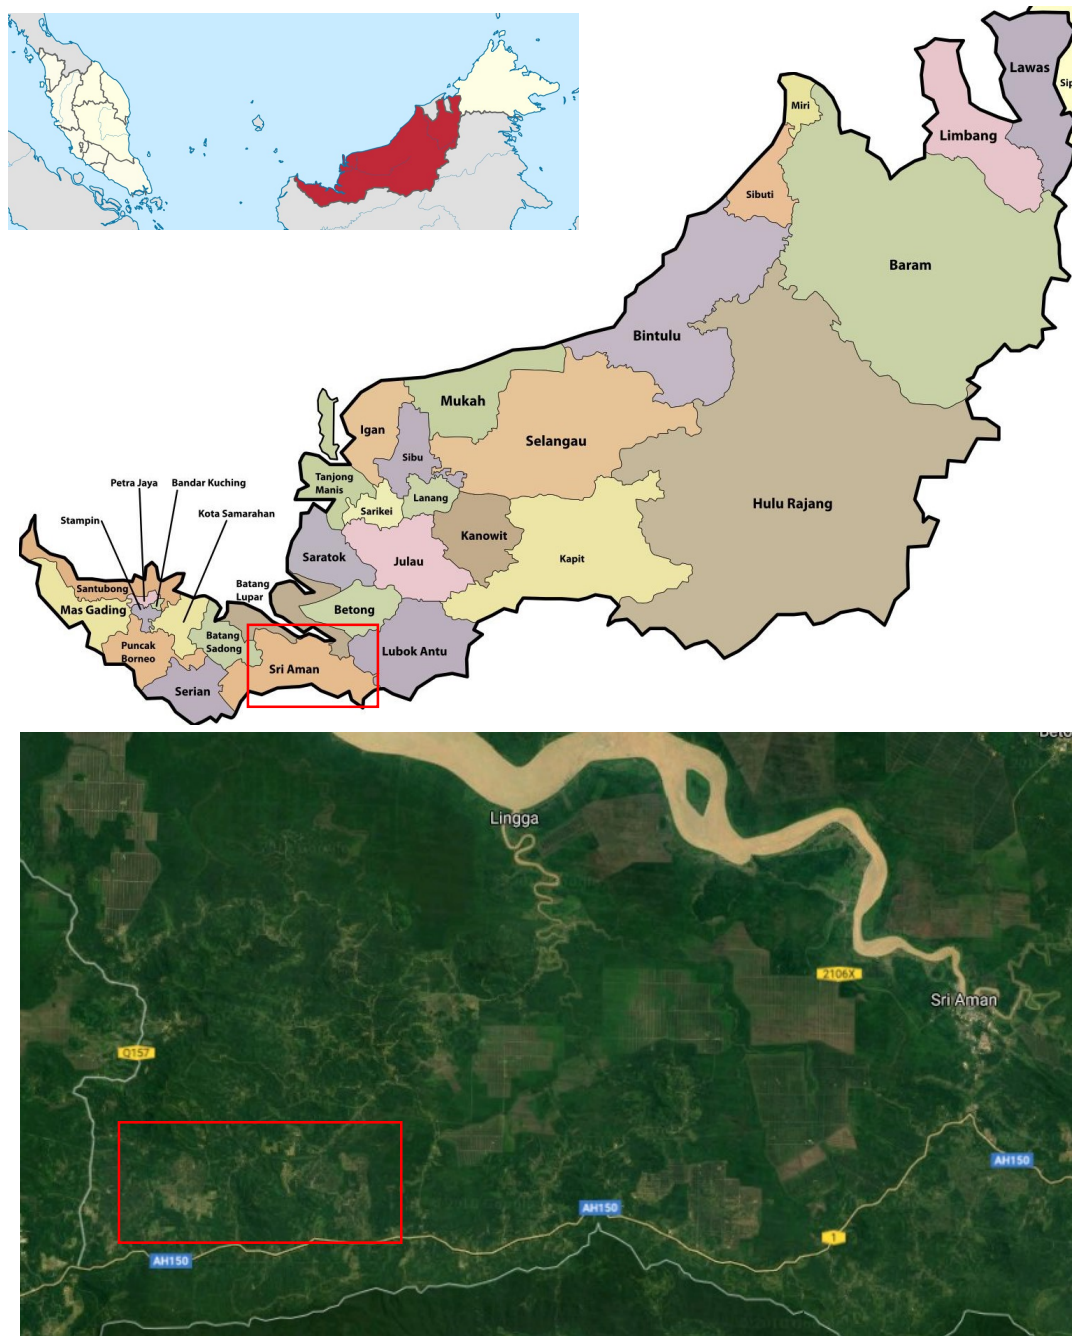 Lawas
Sip
Miri
Limbang
Sibuti
Baram
Bintulu
Mukah
Igan
Selangau
Sibu
Petra Jaya
Bandar Kuching
Tanjong
Manis
Lanang
Hulu Rajang
Stampin
Kota Samarahan
Sarikei
Kanowit
Saratok
Julau
Kapit
Santubong
Batang
Lupar
Mas Gading
Betong
Puncak
Borneo
Batang
Sadong
Lubok Antu
Sri Aman
Serian
Beto
Lingga
2106X
Sri Aman
Q157
AH150
AH150
1
AH150